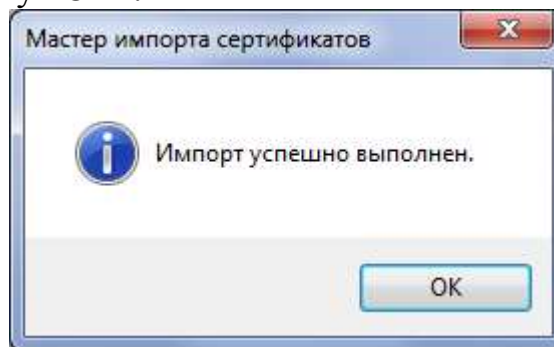 Мастер импорта сертификатов
Импорт успешно выполнен.
OK